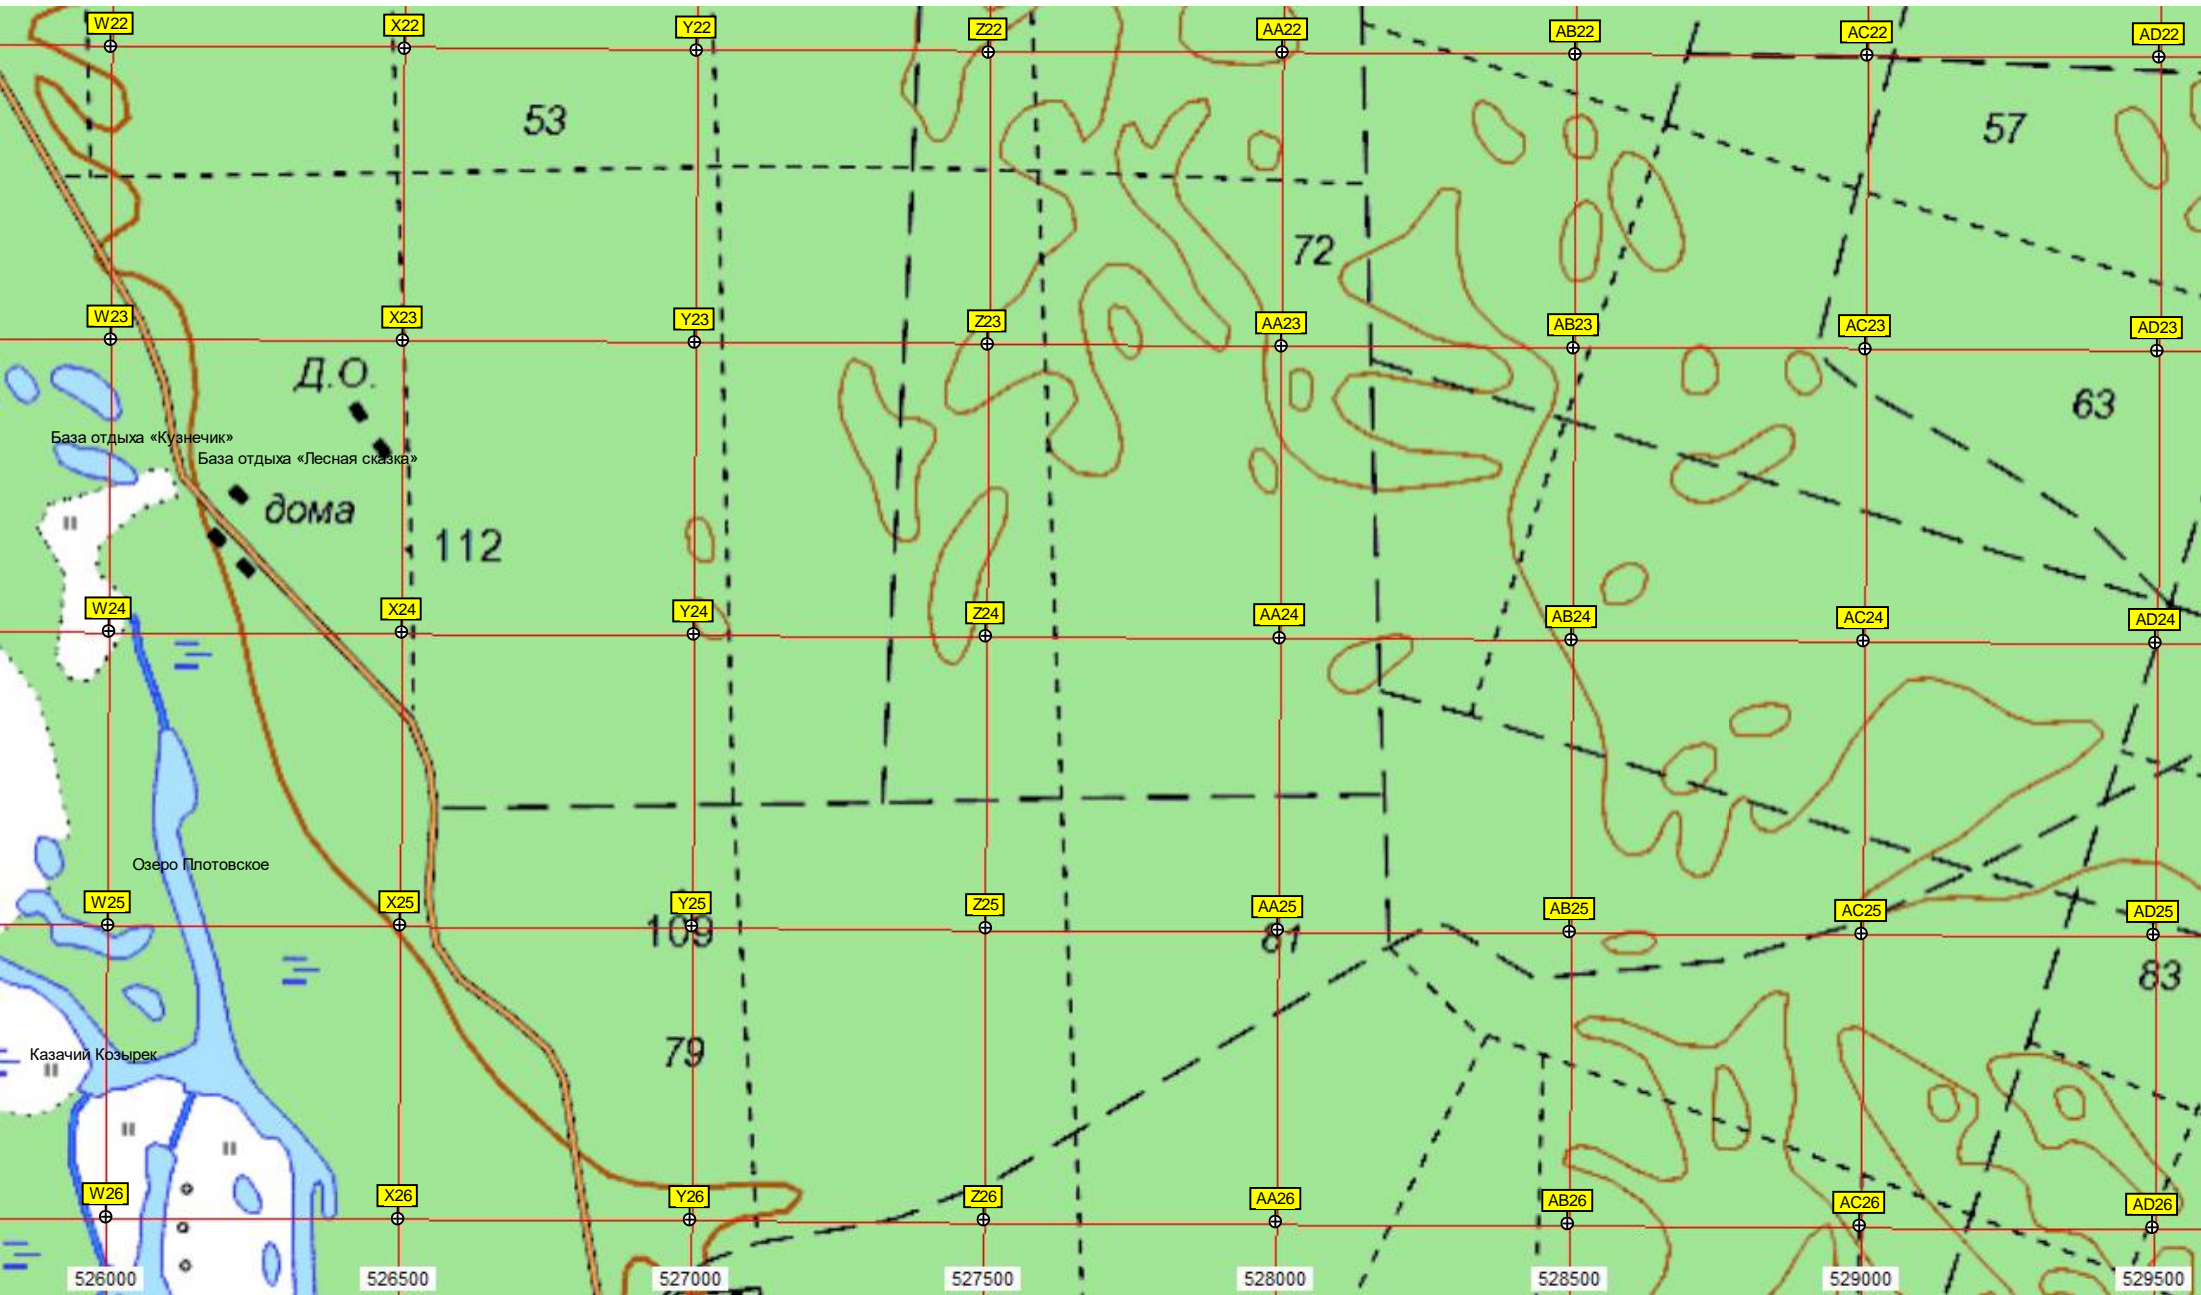 W22 X22 Y22 Z22 AA22 AB22 AC22 AD22
53
57
72
W23 X23 Y23 Z23 AA23 AB23 AC23 AD23
Д.О.
63
База отдыха «Кузнечик»
База отдыха «Лесная сказка»
дома
112
W24 X24 Y24 Z24 AA24 AB24 AC24 AD24
Озеро Плотовское
W25 X25 Y25 Z25 AA25 AB25 AC25 AD25
109
81
83
Казачий Козырек
79
W26 X26 Y26 Z26 AA26 AB26 AC26 AD26
526000 526500 527000 527500 528000 528500 529000 529500